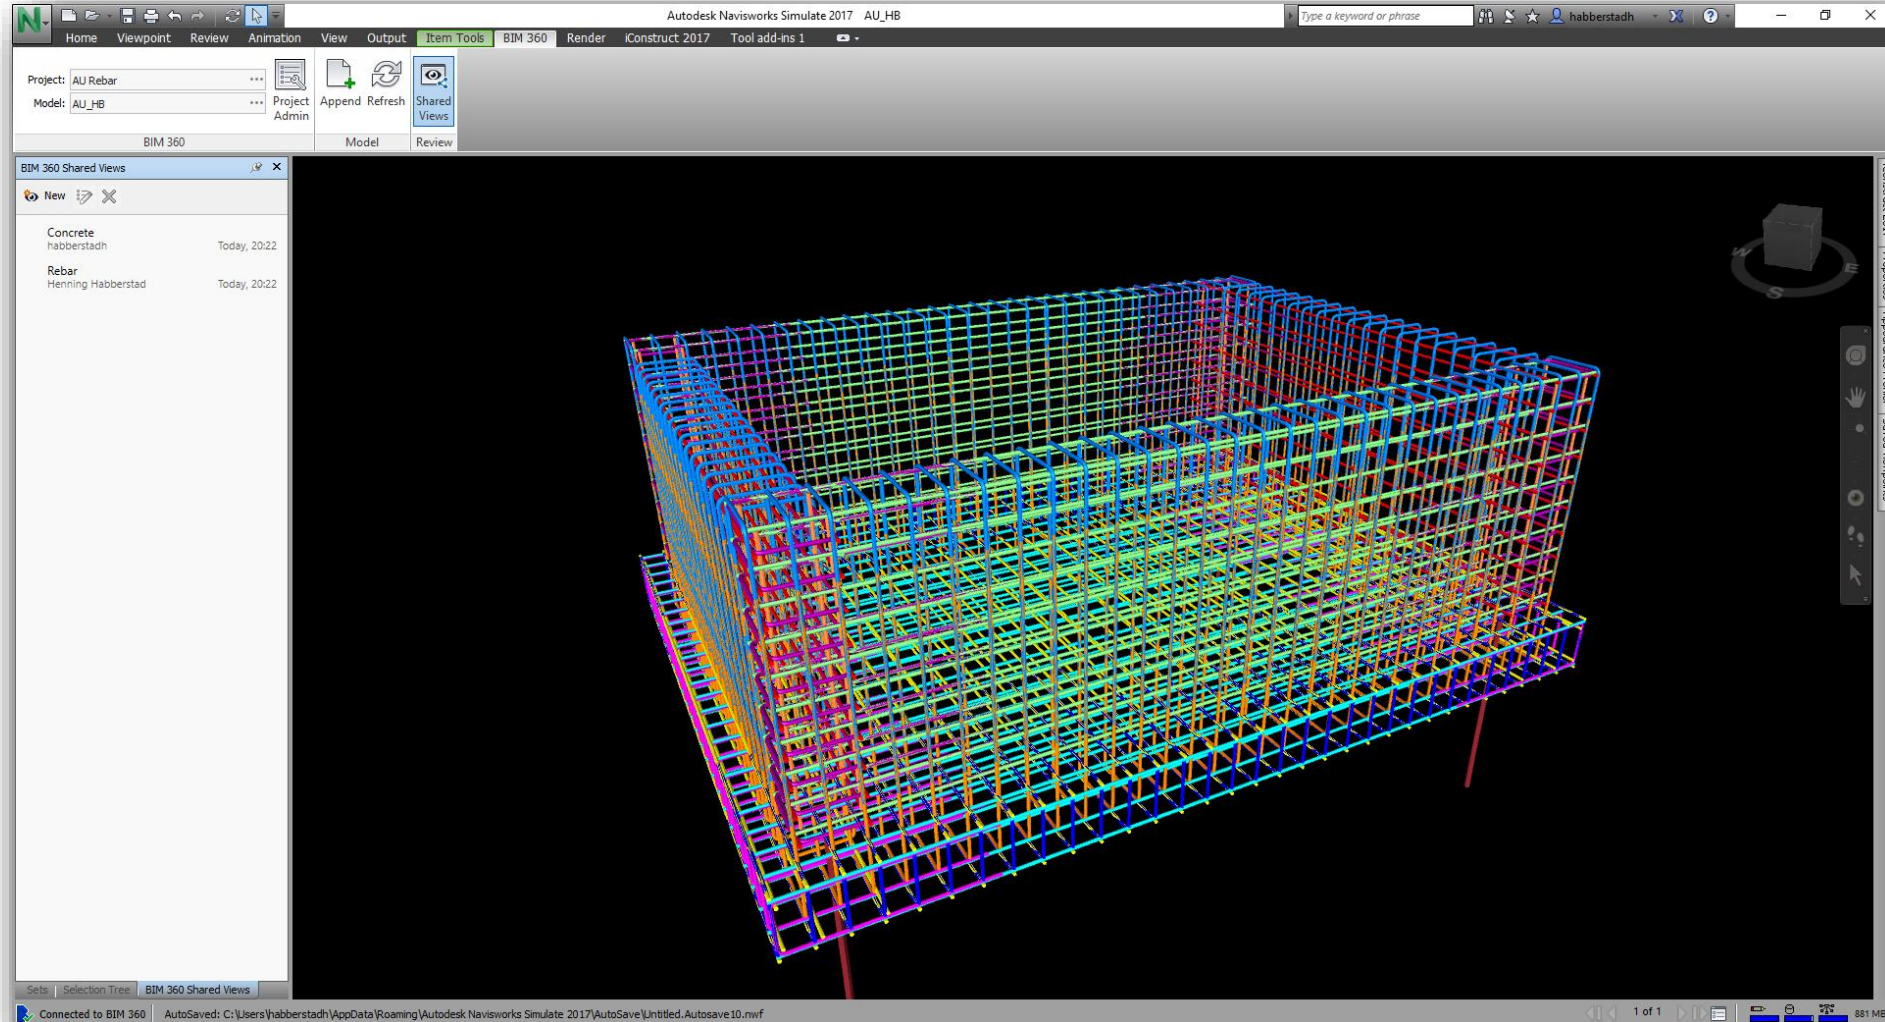 Autodesk Navisworks Simulate 2017 AU_HB
Type a keyword or phrase
habberstadh
Home Viewpoint Review Animation View Output Item Tools BIM 360 Render iConstruct 2017 Tool add-ins 1
Project: AU Rebar
Model: AU_HB
Project Admin
Append
Refresh
Shared Views
BIM 360 Model Review
BIM 360 Shared Views
New
Concrete
habberstadh Today, 20:22
Rebar
Henning Habberstad Today, 20:22
W
E
S
Sets Selection Tree BIM 360 Shared Views
Connected to BIM 360 AutoSaved: C:\Users\habberstadh\AppData\Roaming\Autodesk Navisworks Simulate 2017\AutoSave\Untitled.Autosave10.nwf
1 of 1
881 MB